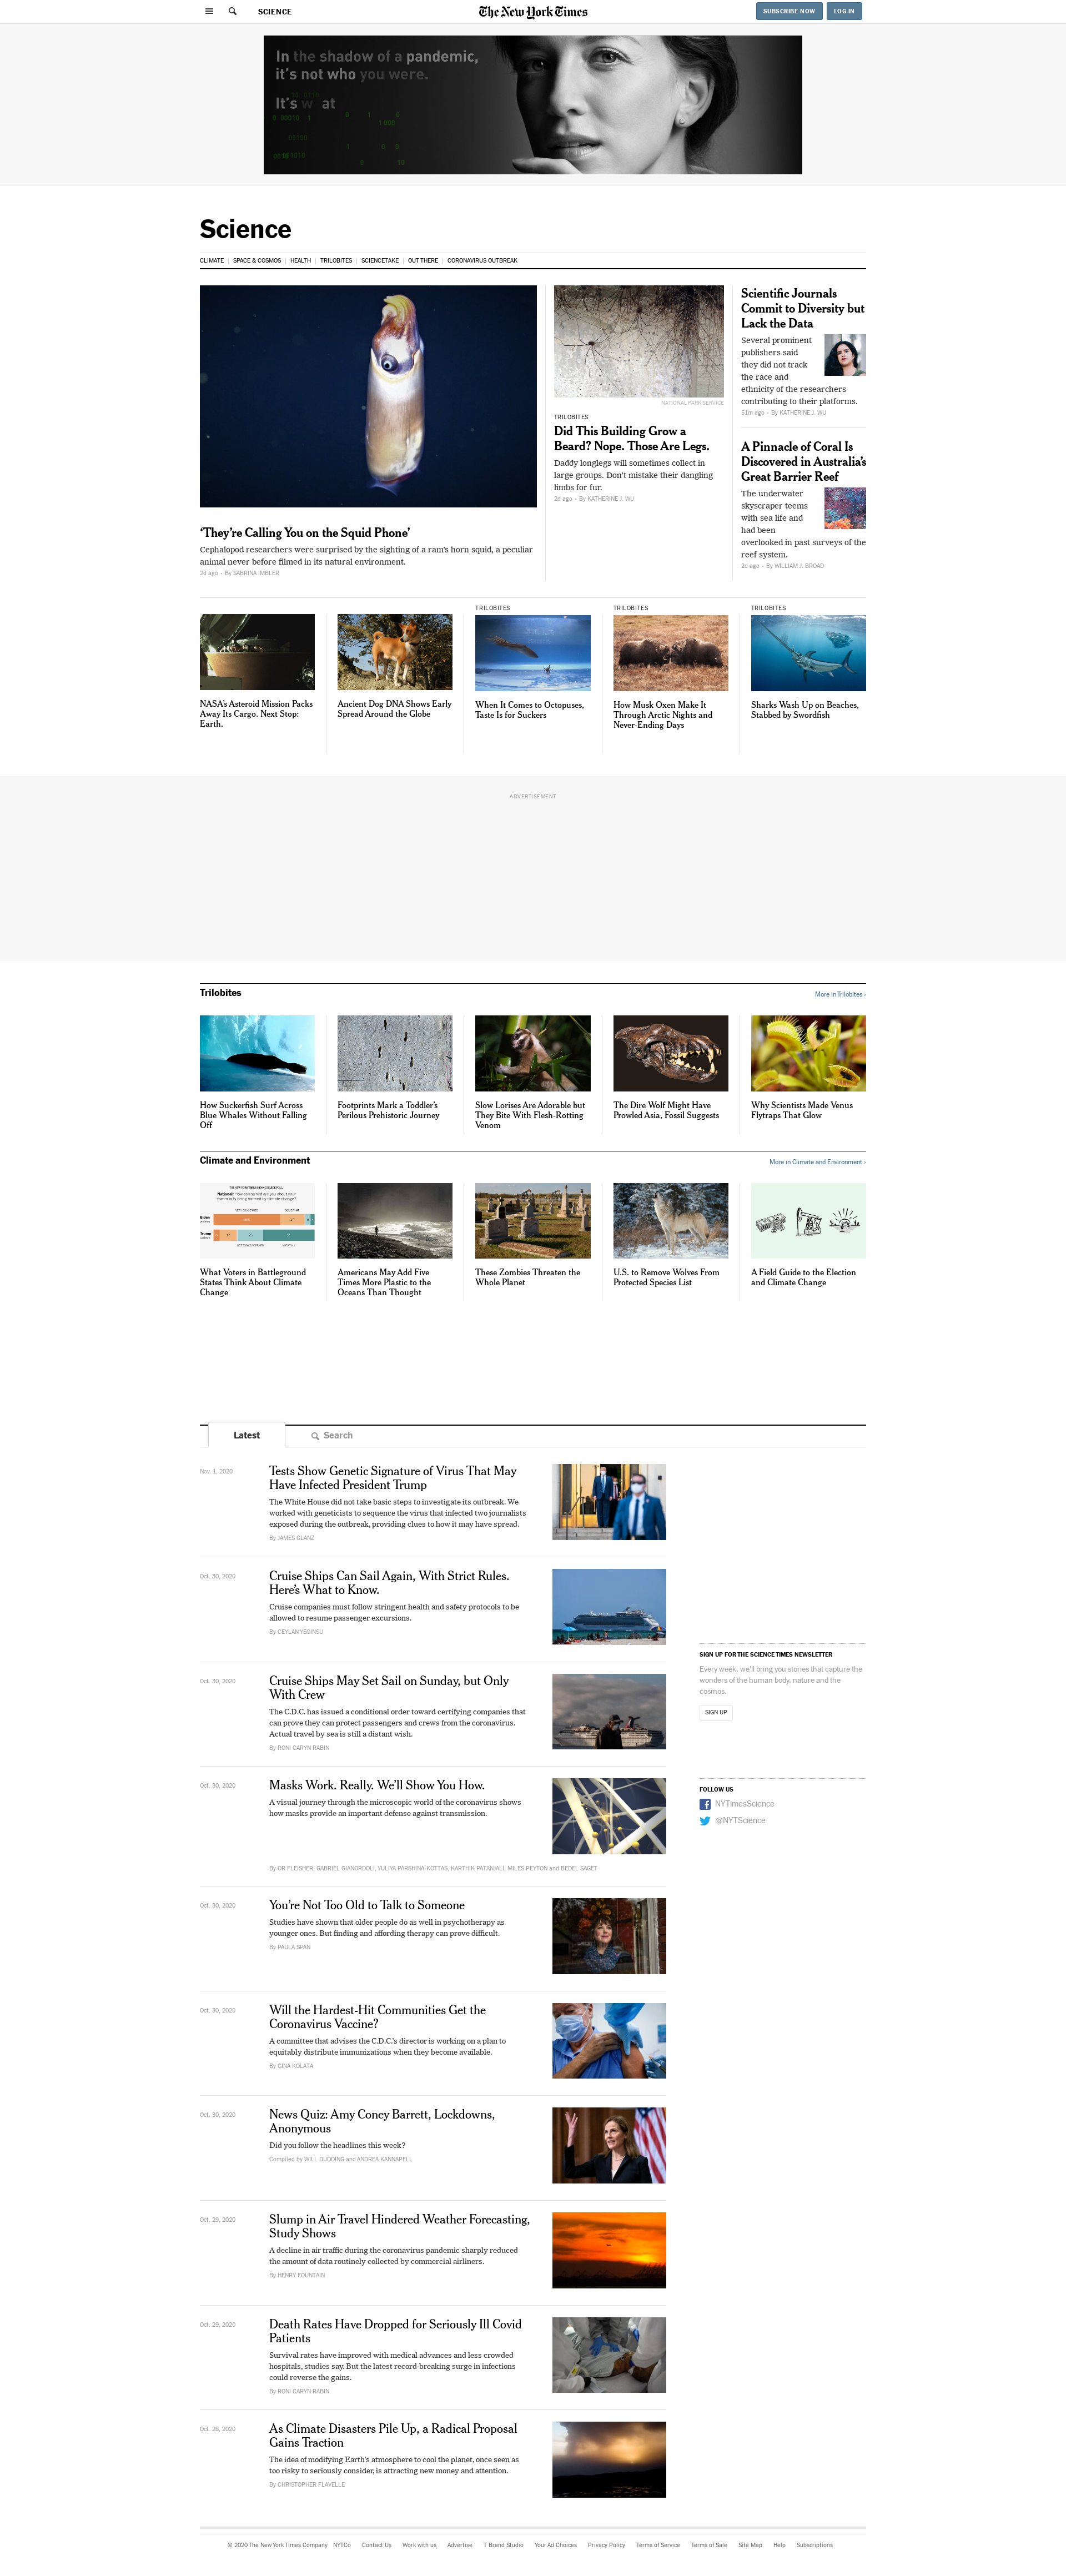 SCIENCE
The New York Times
SUBSCRIBE NOW
LOG IN
In the shadow of a pandemic,
it's not who you were.
It's w at
Science
CLIMATE
SPACE & COSMOS
HEALTH
TRILOBITES
SCIENCETAKE
OUT THERE
CORONAVIRUS OUTBREAK
‘They’re Calling You on the Squid Phone’
Cephalopod researchers were surprised by the sighting of a ram's horn squid, a peculiar
animal never before filmed in its natural environment.
2d ago - By SABRINA IMBLER
NATIONAL PARK SERVICE
TRILOBITES
Did This Building Grow a
Beard? Nope. Those Are Legs.
Daddy longlegs will sometimes collect in
large groups. Don't mistake their dangling
limbs for fur.
2d ago - By KATHERINE J. WU
Scientific Journals
Commit to Diversity but
Lack the Data
Several prominent
publishers said
they did not track
the race and
ethnicity of the researchers
contributing to their platforms.
51m ago - By KATHERINE J. WU
A Pinnacle of Coral Is
Discovered in Australia’s
Great Barrier Reef
The underwater
skyscraper teems
with sea life and
had been
overlooked in past surveys of the
reef system.
2d ago - By WILLIAM J. BROAD
NASA’s Asteroid Mission Packs
Away Its Cargo. Next Stop:
Earth.
Ancient Dog DNA Shows Early
Spread Around the Globe
TRILOBITES
When It Comes to Octopuses,
Taste Is for Suckers
TRILOBITES
How Musk Oxen Make It
Through Arctic Nights and
Never-Ending Days
TRILOBITES
Sharks Wash Up on Beaches,
Stabbed by Swordfish
ADVERTISEMENT
Trilobites
More in Trilobites ›
How Suckerfish Surf Across
Blue Whales Without Falling
Off
Footprints Mark a Toddler’s
Perilous Prehistoric Journey
Slow Lorises Are Adorable but
They Bite With Flesh-Rotting
Venom
The Dire Wolf Might Have
Prowled Asia, Fossil Suggests
Why Scientists Made Venus
Flytraps That Glow
Climate and Environment
More in Climate and Environment ›
What Voters in Battleground
States Think About Climate
Change
Americans May Add Five
Times More Plastic to the
Oceans Than Thought
These Zombies Threaten the
Whole Planet
U.S. to Remove Wolves From
Protected Species List
A Field Guide to the Election
and Climate Change
Latest
Search
Nov. 1, 2020
Tests Show Genetic Signature of Virus That May
Have Infected President Trump
The White House did not take basic steps to investigate its outbreak. We
worked with geneticists to sequence the virus that infected two journalists
exposed during the outbreak, providing clues to how it may have spread.
By JAMES GLANZ
Oct. 30, 2020
Cruise Ships Can Sail Again, With Strict Rules.
Here’s What to Know.
Cruise companies must follow stringent health and safety protocols to be
allowed to resume passenger excursions.
By CEYLAN YEGINSU
Oct. 30, 2020
Cruise Ships May Set Sail on Sunday, but Only
With Crew
The C.D.C. has issued a conditional order toward certifying companies that
can prove they can protect passengers and crews from the coronavirus.
Actual travel by sea is still a distant wish.
By RONI CARYN RABIN
Oct. 30, 2020
Masks Work. Really. We’ll Show You How.
A visual journey through the microscopic world of the coronavirus shows
how masks provide an important defense against transmission.
By OR FLEISHER, GABRIEL GIANORDOLI, YULIYA PARSHINA-KOTTAS, KARTHIK PATANJALI, MILES PEYTON and BEDEL SAGET
Oct. 30, 2020
You’re Not Too Old to Talk to Someone
Studies have shown that older people do as well in psychotherapy as
younger ones. But finding and affording therapy can prove difficult.
By PAULA SPAN
Oct. 30, 2020
Will the Hardest-Hit Communities Get the
Coronavirus Vaccine?
A committee that advises the C.D.C.'s director is working on a plan to
equitably distribute immunizations when they become available.
By GINA KOLATA
Oct. 30, 2020
News Quiz: Amy Coney Barrett, Lockdowns,
Anonymous
Did you follow the headlines this week?
Compiled by WILL DUDDING and ANDREA KANNAPELL
Oct. 29, 2020
Slump in Air Travel Hindered Weather Forecasting,
Study Shows
A decline in air traffic during the coronavirus pandemic sharply reduced
the amount of data routinely collected by commercial airliners.
By HENRY FOUNTAIN
Oct. 29, 2020
Death Rates Have Dropped for Seriously Ill Covid
Patients
Survival rates have improved with medical advances and less crowded
hospitals, studies say. But the latest record-breaking surge in infections
could reverse the gains.
By RONI CARYN RABIN
Oct. 28, 2020
As Climate Disasters Pile Up, a Radical Proposal
Gains Traction
The idea of modifying Earth's atmosphere to cool the planet, once seen as
too risky to seriously consider, is attracting new money and attention.
By CHRISTOPHER FLAVELLE
SIGN UP FOR THE SCIENCE TIMES NEWSLETTER
Every week, we'll bring you stories that capture the
wonders of the human body, nature and the
cosmos.
SIGN UP
FOLLOW US
NYTimesScience
@NYTScience
© 2020 The New York Times Company
NYTCo
Contact Us
Work with us
Advertise
T Brand Studio
Your Ad Choices
Privacy Policy
Terms of Service
Terms of Sale
Site Map
Help
Subscriptions